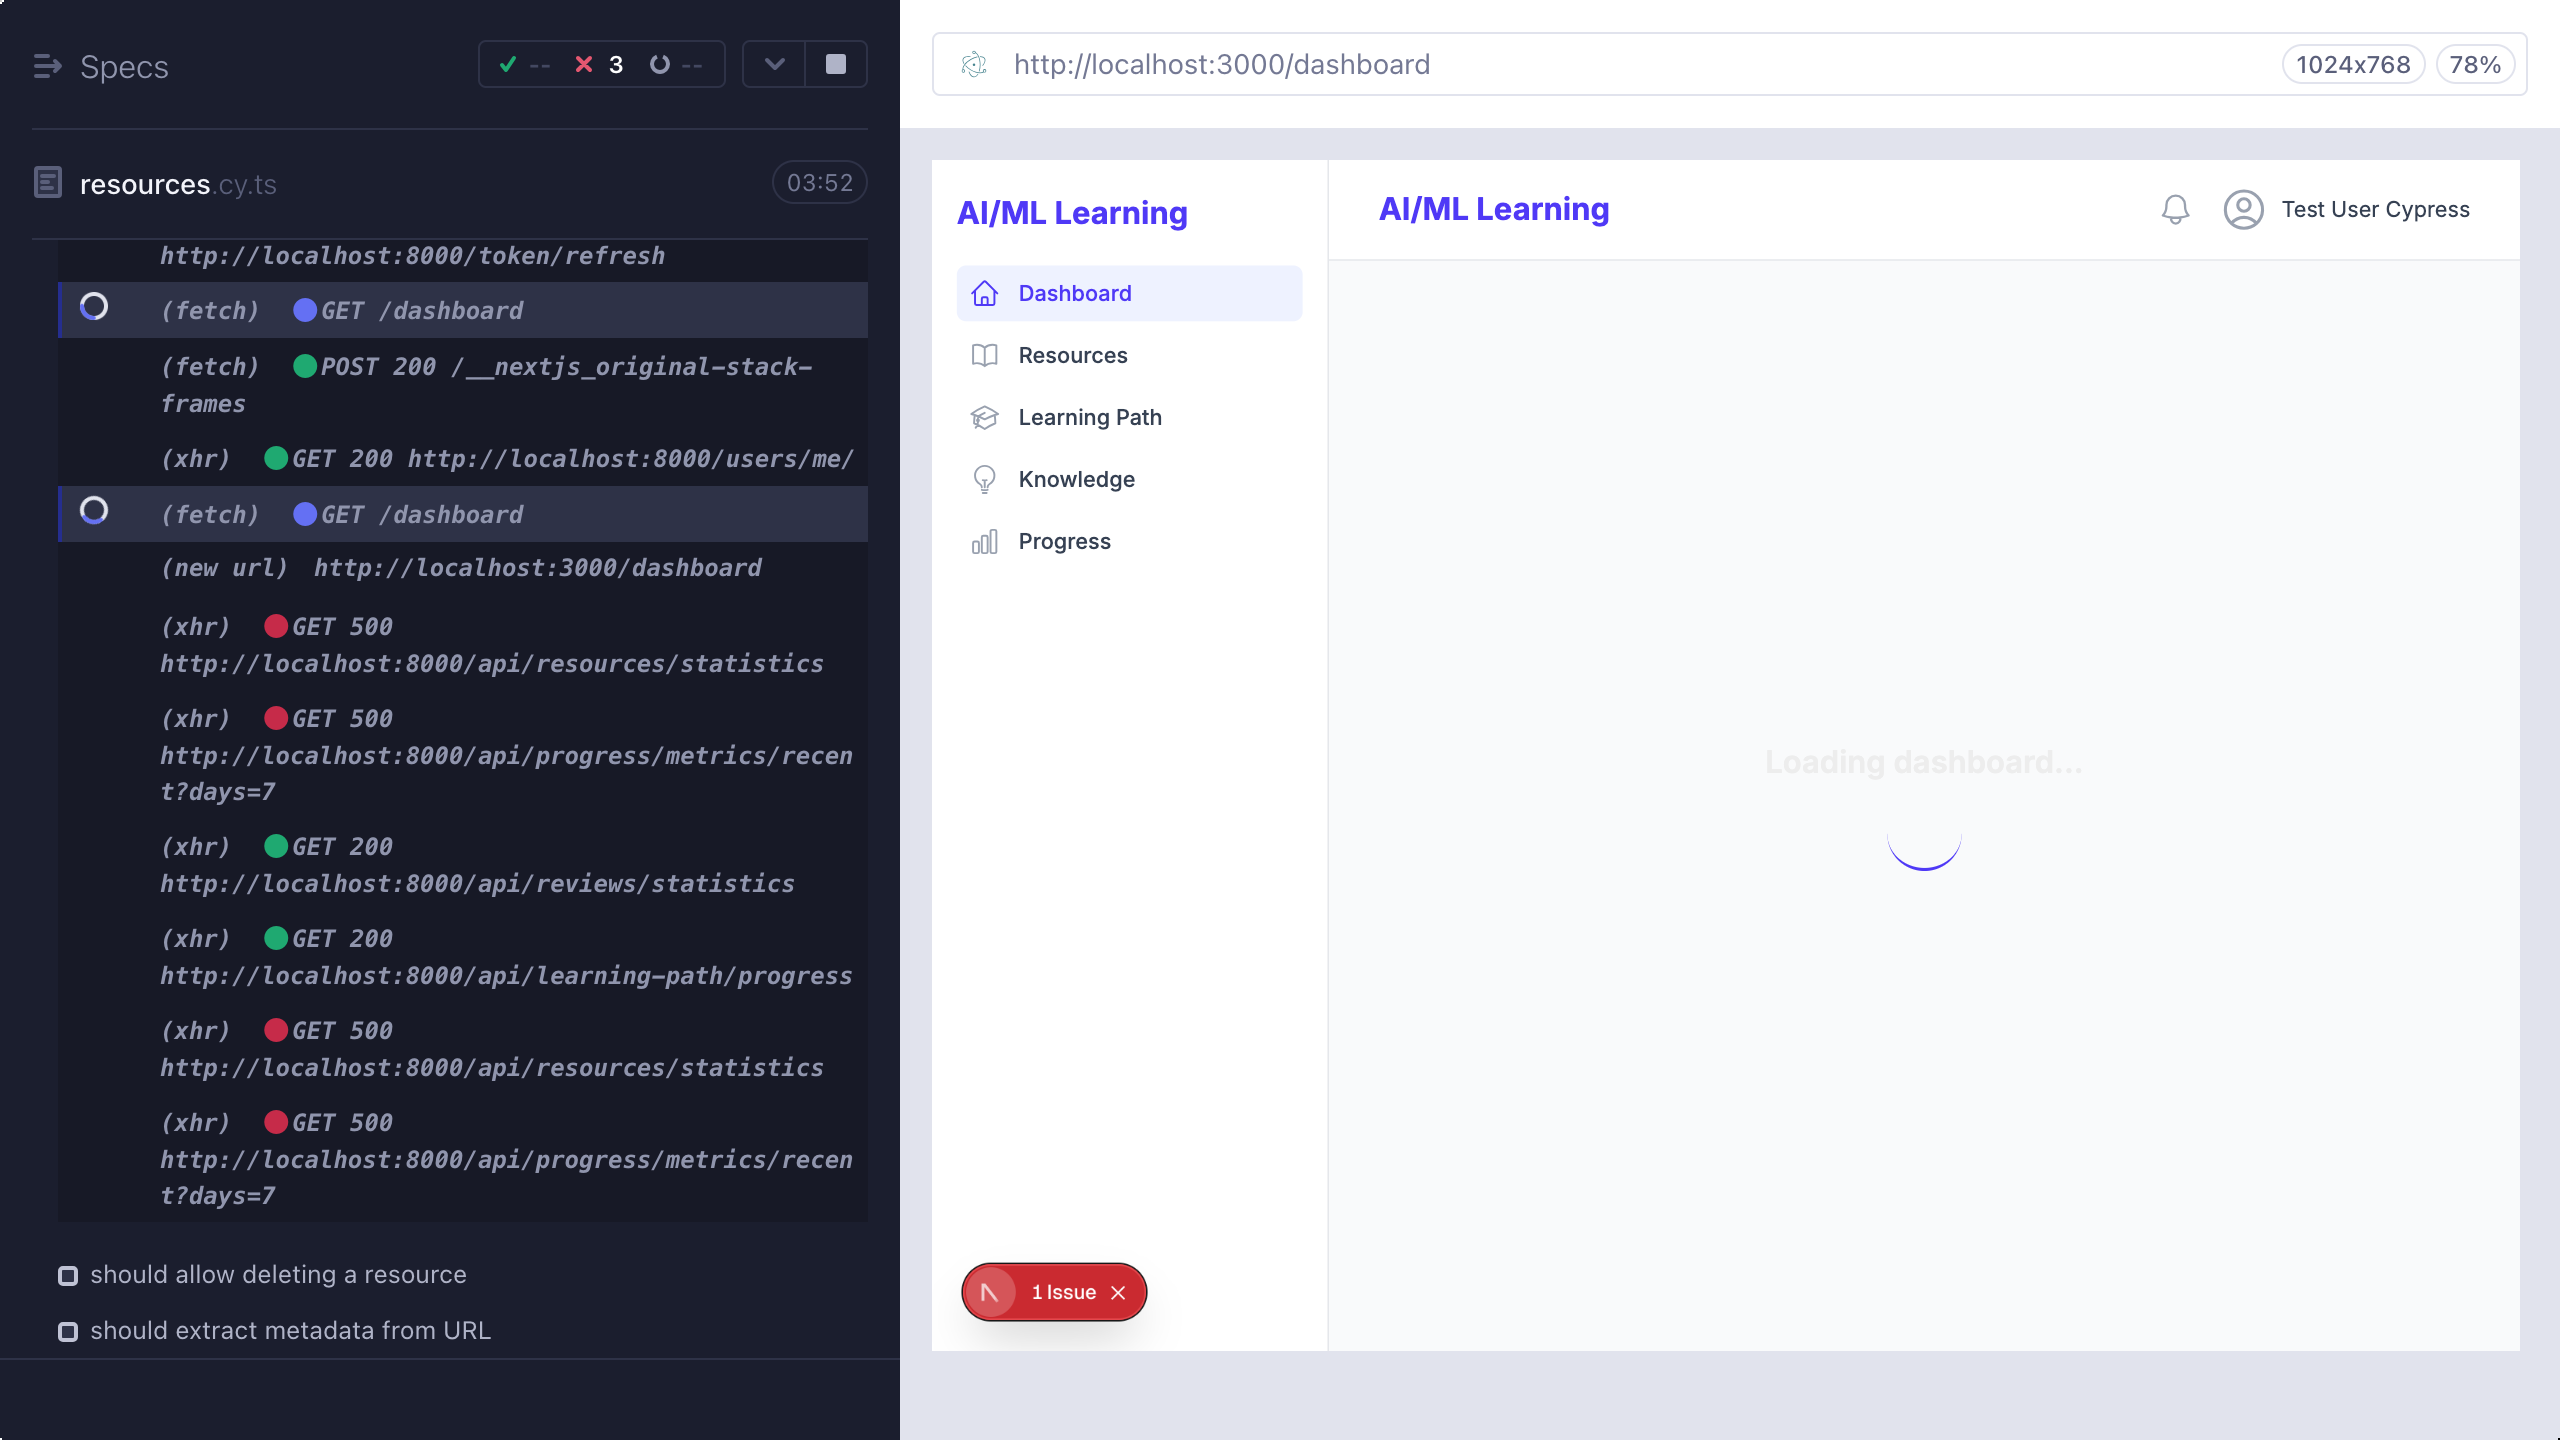 Specs
-- 3 --
resources.cy.ts
03:52
http://localhost:8000/token/refresh
(fetch) GET /dashboard
(fetch) POST 200 /__nextjs_original-stack-
frames
(xhr) GET 200 http://localhost:8000/users/me/
(fetch) GET /dashboard
(new url) http://localhost:3000/dashboard
(xhr) GET 500
http://localhost:8000/api/resources/statistics
(xhr) GET 500
http://localhost:8000/api/progress/metrics/recen
t?days=7
(xhr) GET 200
http://localhost:8000/api/reviews/statistics
(xhr) GET 200
http://localhost:8000/api/learning-path/progress
(xhr) GET 500
http://localhost:8000/api/resources/statistics
(xhr) GET 500
http://localhost:8000/api/progress/metrics/recen
t?days=7
should allow deleting a resource
should extract metadata from URL
http://localhost:3000/dashboard
1024x768
78%
AI/ML Learning
Dashboard
Resources
Learning Path
Knowledge
Progress
1 Issue
AI/ML Learning
Test User Cypress
Loading dashboard...